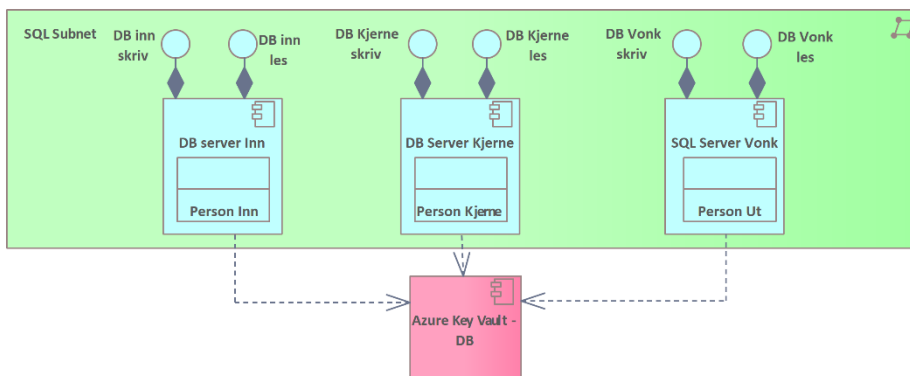 SQL Subnet
DB inn
skriv
DB inn
les
DB Kjerne
skriv
DB Kjerne
les
DB Vonk
skriv
DB Vonk
les
DB server Inn
Person Inn
DB Server Kjerne
Person Kjerne
SQL Server Vonk
Person Ut
Azure Key Vault -
DB